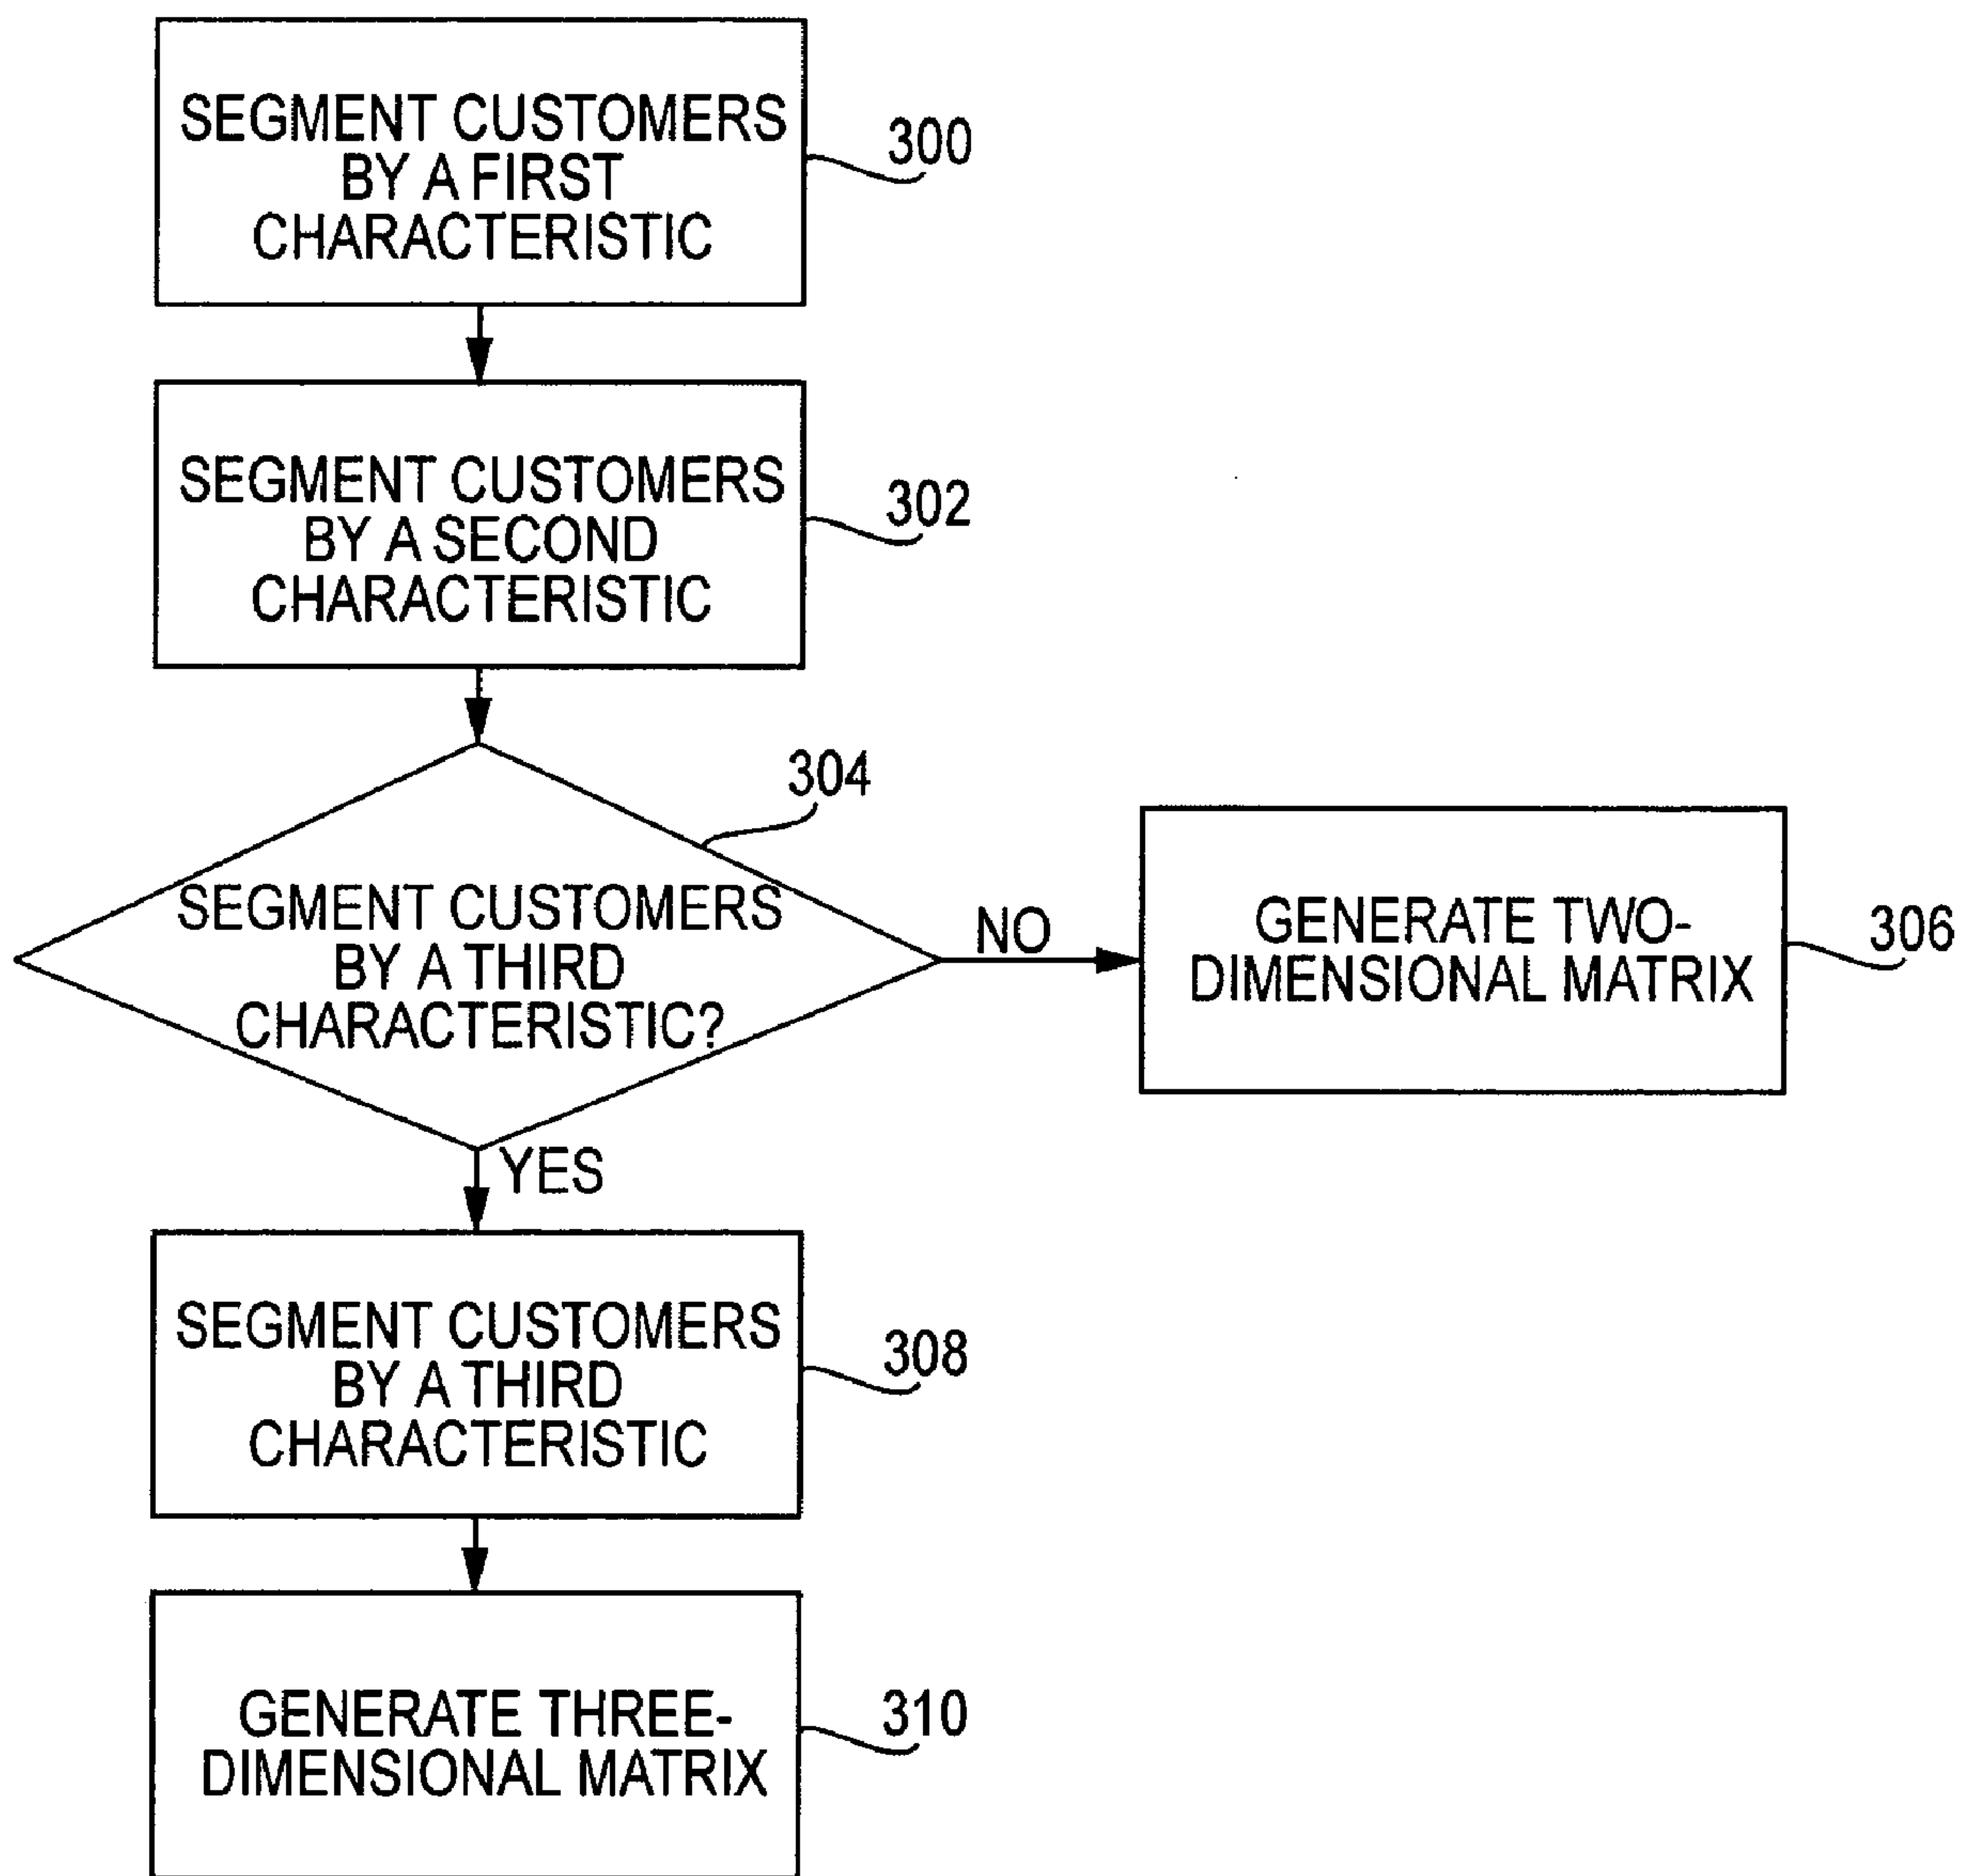 SEGMENT CUSTOMERS
BY A FIRST
CHARACTERISTIC
300
SEGMENT CUSTOMERS
BY A SECOND
CHARACTERISTIC
302
304
SEGMENT CUSTOMERS
BY A THIRD
CHARACTERISTIC?
NO
GENERATE TWO-
DIMENSIONAL MATRIX
306
YES
SEGMENT CUSTOMERS
BY A THIRD
CHARACTERISTIC
308
GENERATE THREE-
DIMENSIONAL MATRIX
310